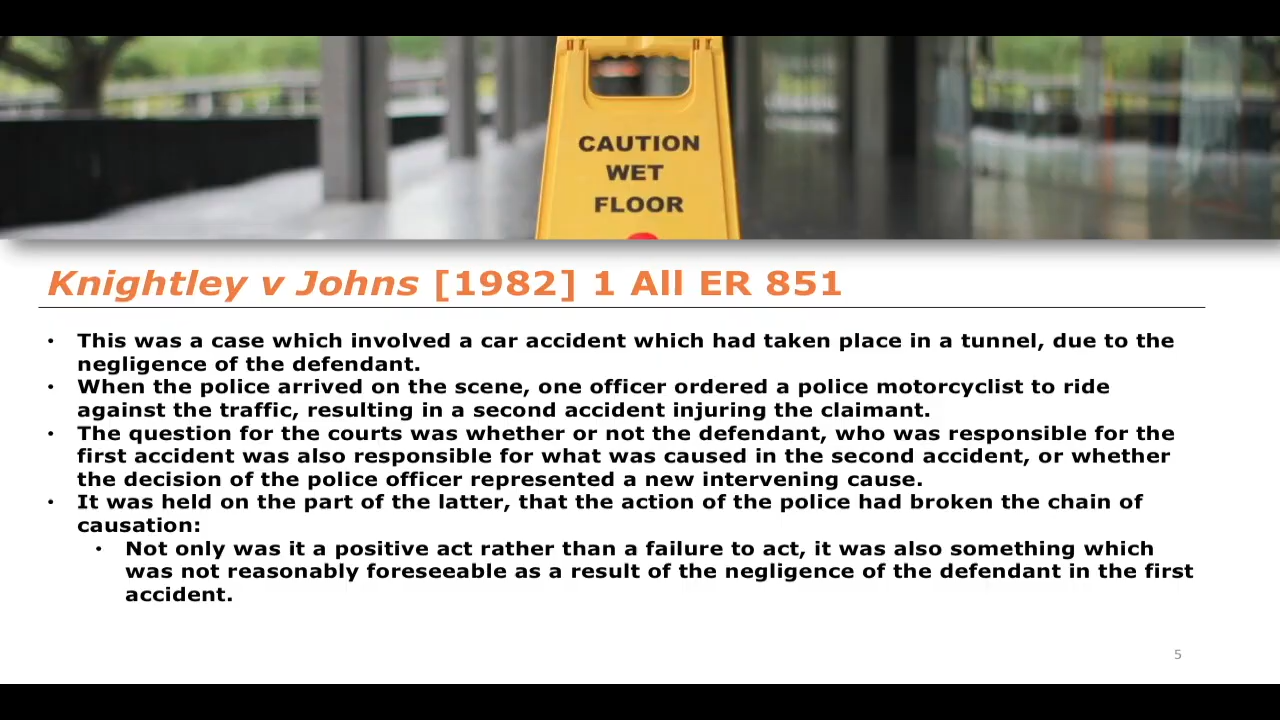 CAUTION
WET
FLOOR
Knightley v Johns [1982] 1 All ER 851
• This was a case which involved a car accident which had taken place in a tunnel, due to the
negligence of the defendant.
• When the police arrived on the scene, one officer ordered a police motorcyclist to ride
against the traffic, resulting in a second accident injuring the claimant.
• The question for the courts was whether or not the defendant, who was responsible for the
first accident was also responsible for what was caused in the second accident, or whether
the decision of the police officer represented a new intervening cause.
• It was held on the part of the latter, that the action of the police had broken the chain of
causation:
• Not only was it a positive act rather than a failure to act, it was also something which
was not reasonably foreseeable as a result of the negligence of the defendant in the first
accident.
5